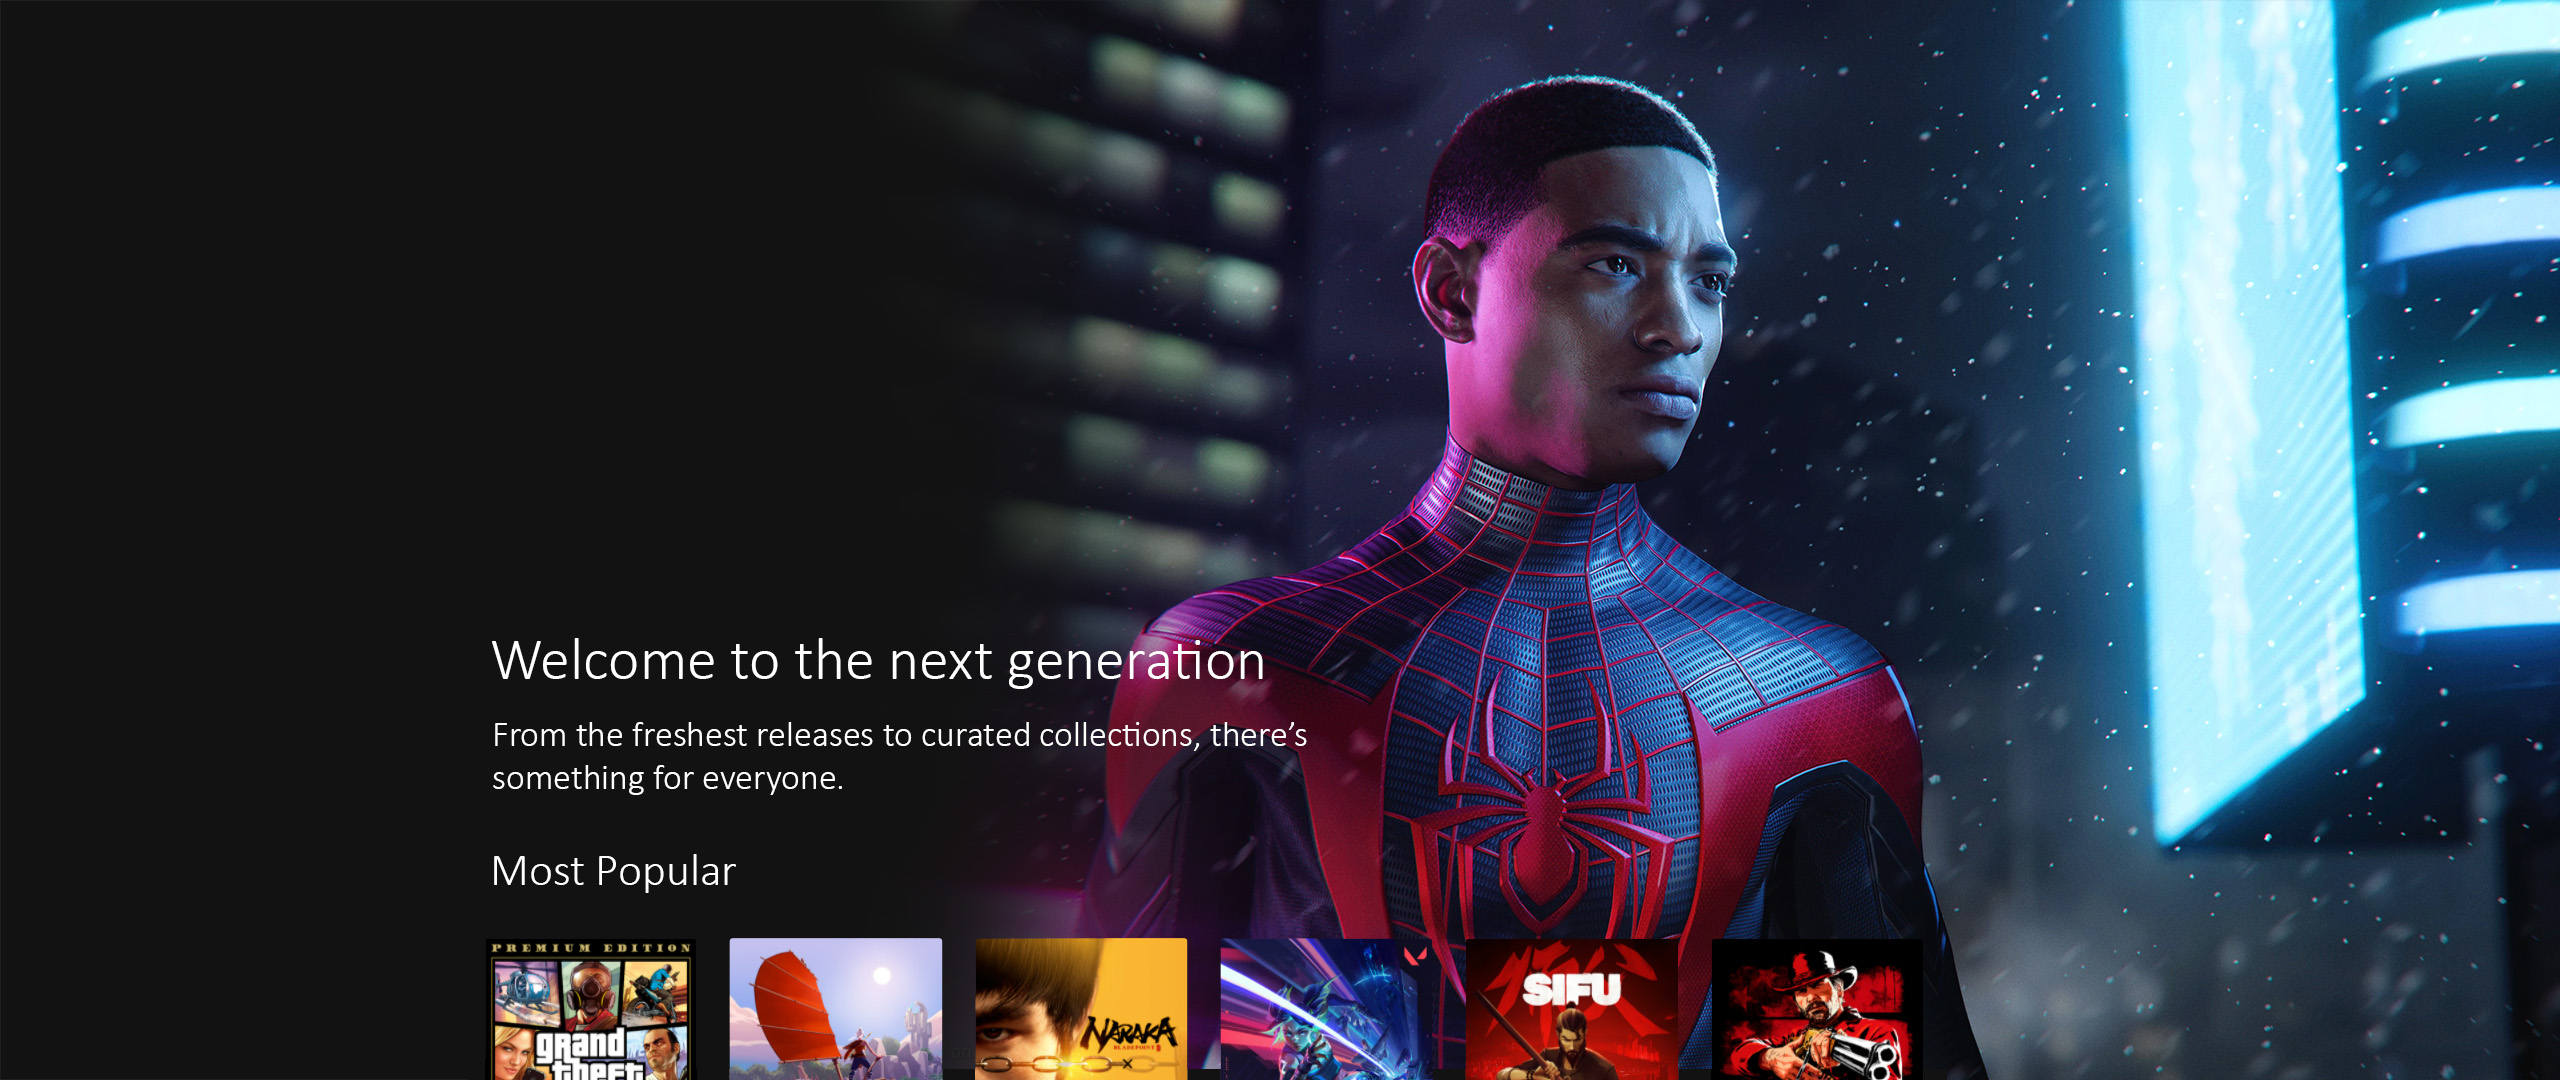 Welcome to the next generation
From the freshest releases to curated collections, there’s
something for everyone.
Most Popular
PREMIUM EDITION
grand
theft
NARAKA
BLADEPOINT
×
SIFU